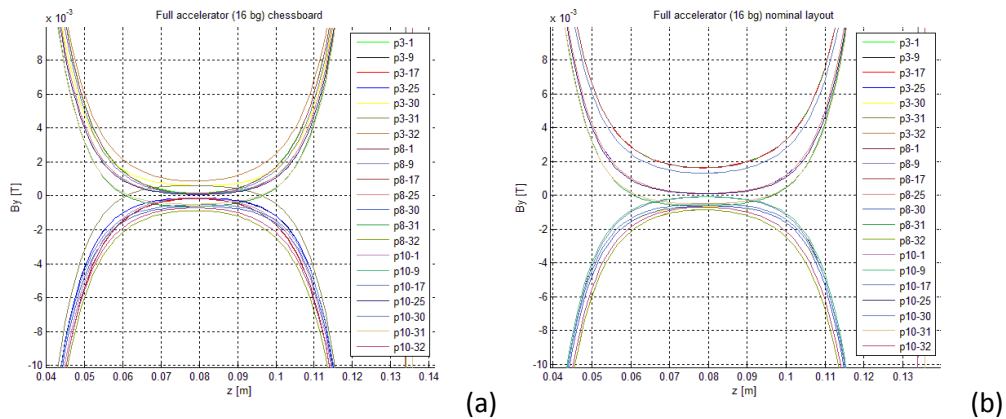 Full accelerator (16 bg) chessboard
x 10-3
8
6
4
2
0
-2
-4
-6
-8
-10
By [T]
0.04 0.05 0.06 0.07 0.08 0.09 0.1 0.11 0.12 0.13 0.14
z [m]
p3-1
p3-9
p3-17
p3-25
p3-30
p3-31
p3-32
p8-1
p8-9
p8-17
p8-25
p8-30
p8-31
p8-32
p10-1
p10-9
p10-17
p10-25
p10-30
p10-31
p10-32
(a)
Full accelerator (16 bg) nominal layout
x 10-3
8
6
4
2
0
-2
-4
-6
-8
-10
By [T]
0.04 0.05 0.06 0.07 0.08 0.09 0.1 0.11 0.12 0.13
z [m]
p3-1
p3-9
p3-17
p3-25
p3-30
p3-31
p3-32
p8-1
p8-9
p8-17
p8-25
p8-30
p8-31
p8-32
p10-1
p10-9
p10-17
p10-25
p10-30
p10-31
p10-32
(b)